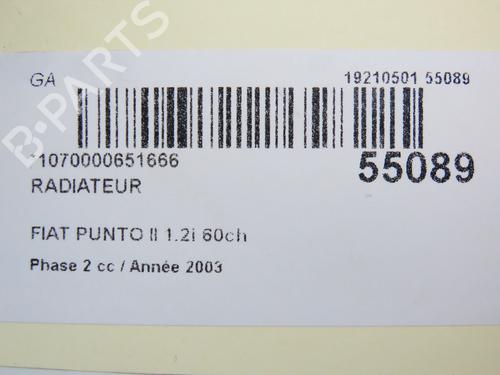 GA
19210501 55089
B-PARTS
*1070000651666
55089
RADIATEUR
FIAT PUNTO II 1.2i 60ch
Phase 2 cc / Année 2003